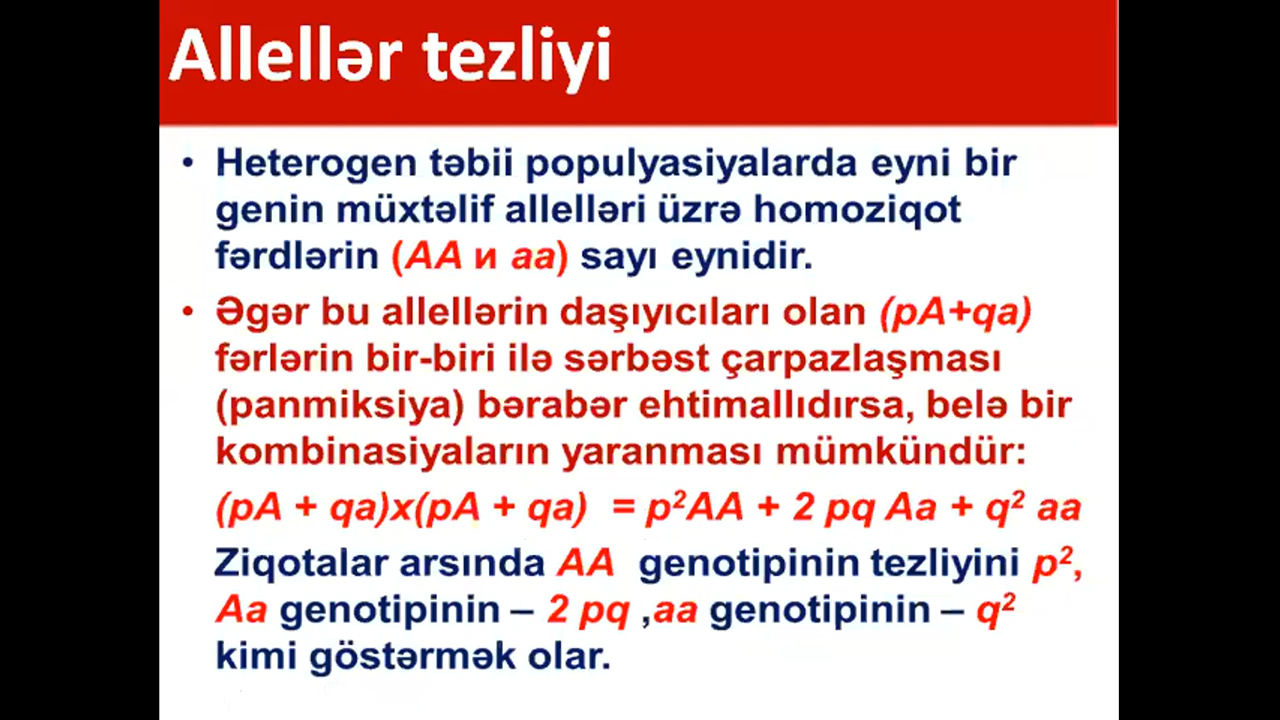 Allellər tezliyi
• Heterogen təbii populyasiyalarda eyni bir
genin müxtəlif allelləri üzrə homoziqot
fərdlərin (AA и aa) sayı eynidir.
• Əgər bu allellərin daşıyıcıları olan (pA+qa)
fərlərin bir-biri ilə sərbəst çarpazlaşması
(panmiksiya) bərabər ehtimallıdırsa, belə bir
kombinasiyaların yaranması mümkündür:
(pA + qa)x(pA + qa) = p²AA + 2 pq Aa + q² aa
Ziqotalar arsında AA genotipinin tezliyini p²,
Aa genotipinin – 2 pq ,aa genotipinin – q²
kimi göstərmək olar.